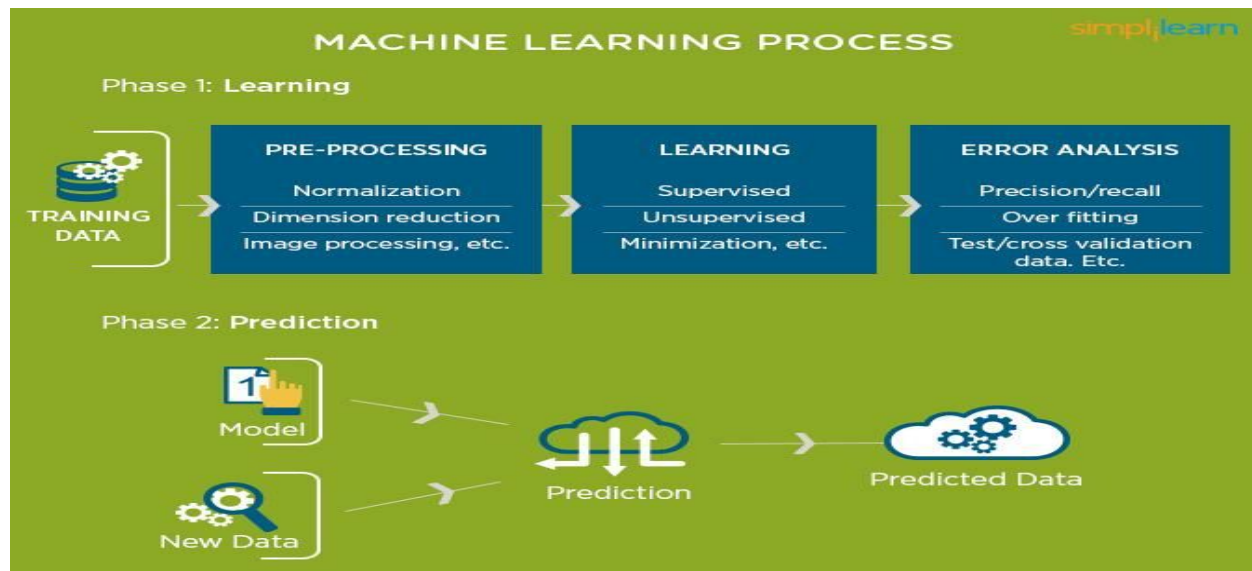 MACHINE LEARNING PROCESS
simplilearn
Phase 1: Learning
TRAINING
DATA
PRE-PROCESSING
Normalization
Dimension reduction
Image processing, etc.
LEARNING
Supervised
Unsupervised
Minimization, etc.
ERROR ANALYSIS
Precision/recall
Over fitting
Test/cross validation
data. Etc.
Phase 2: Prediction
1
Model
New Data
Prediction
Predicted Data